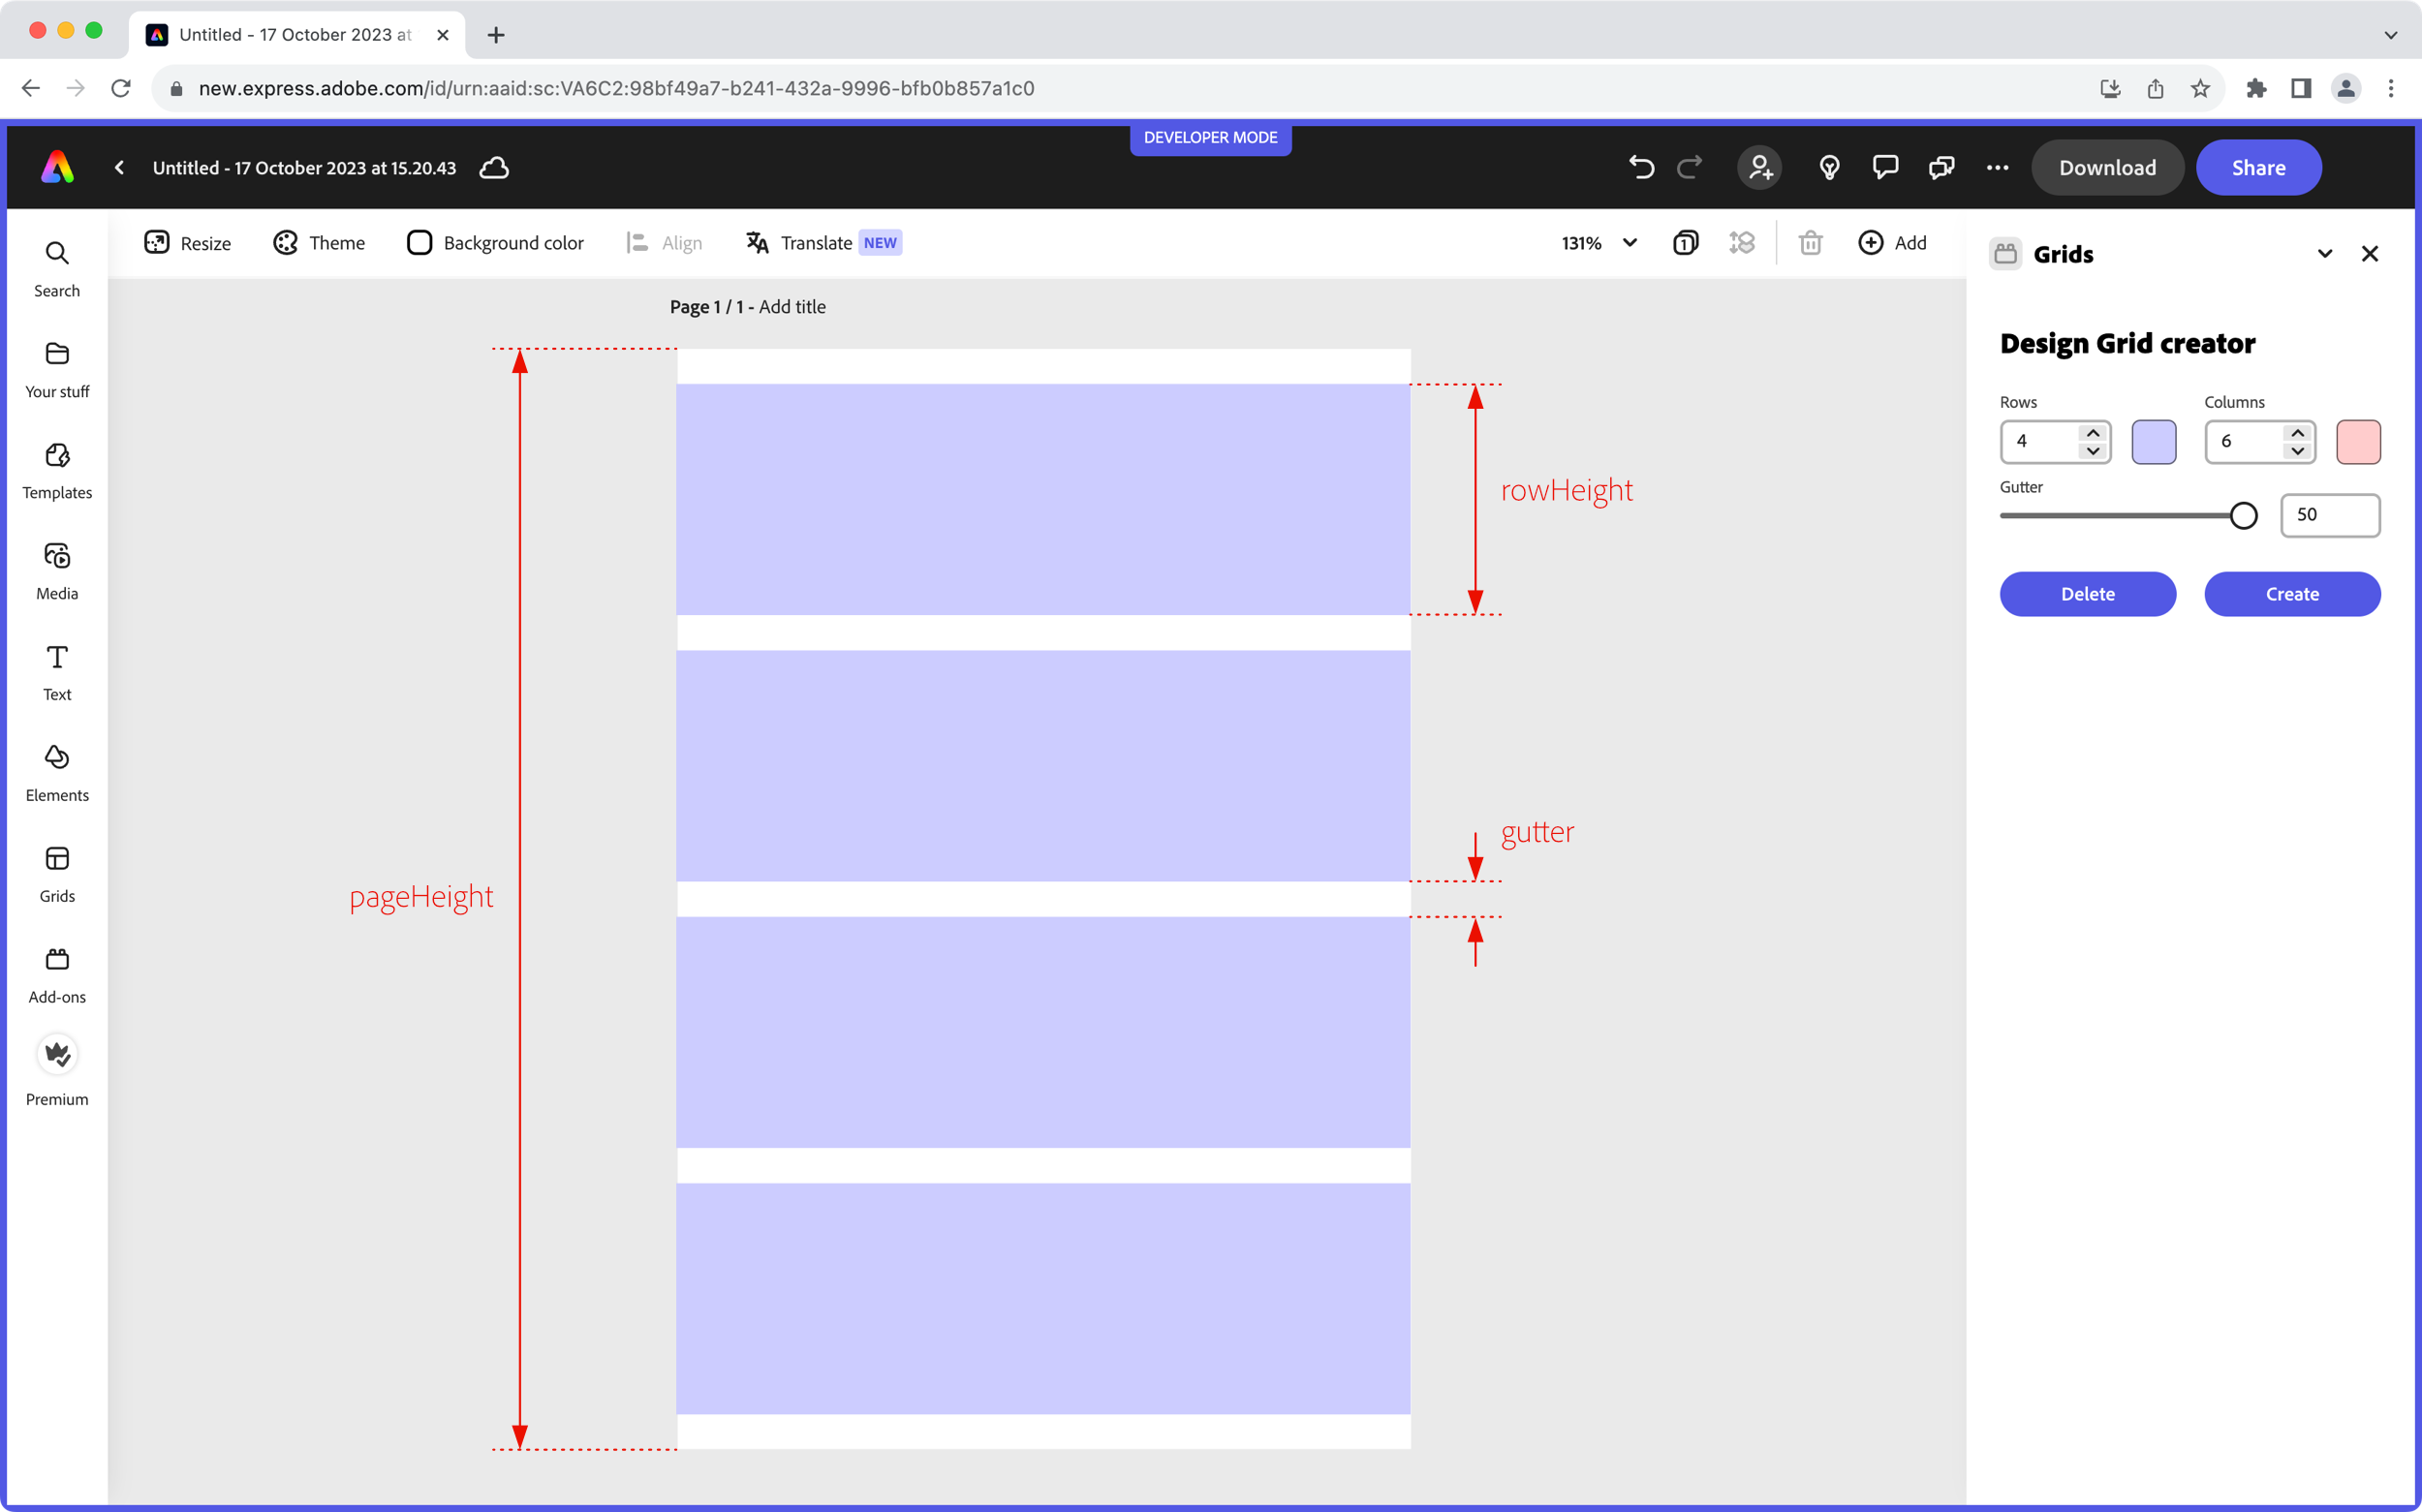 Untitled - 17 October 2023 at
new.express.adobe.com/id/urn:aaid:sc:VA6C2:98bf49a7-b241-432a-9996-bfb0b857a1c0
DEVELOPER MODE
Untitled - 17 October 2023 at 15.20.43
Download
Share
Resize
Theme
Background color
Align
Translate NEW
131%
1
Add
Grids
Search
Your stuff
Templates
Media
Text
Elements
Grids
Add-ons
Premium
Page 1 / 1 - Add title
pageHeight
rowHeight
gutter
Design Grid creator
Rows
Columns
4
6
Gutter
50
Delete
Create